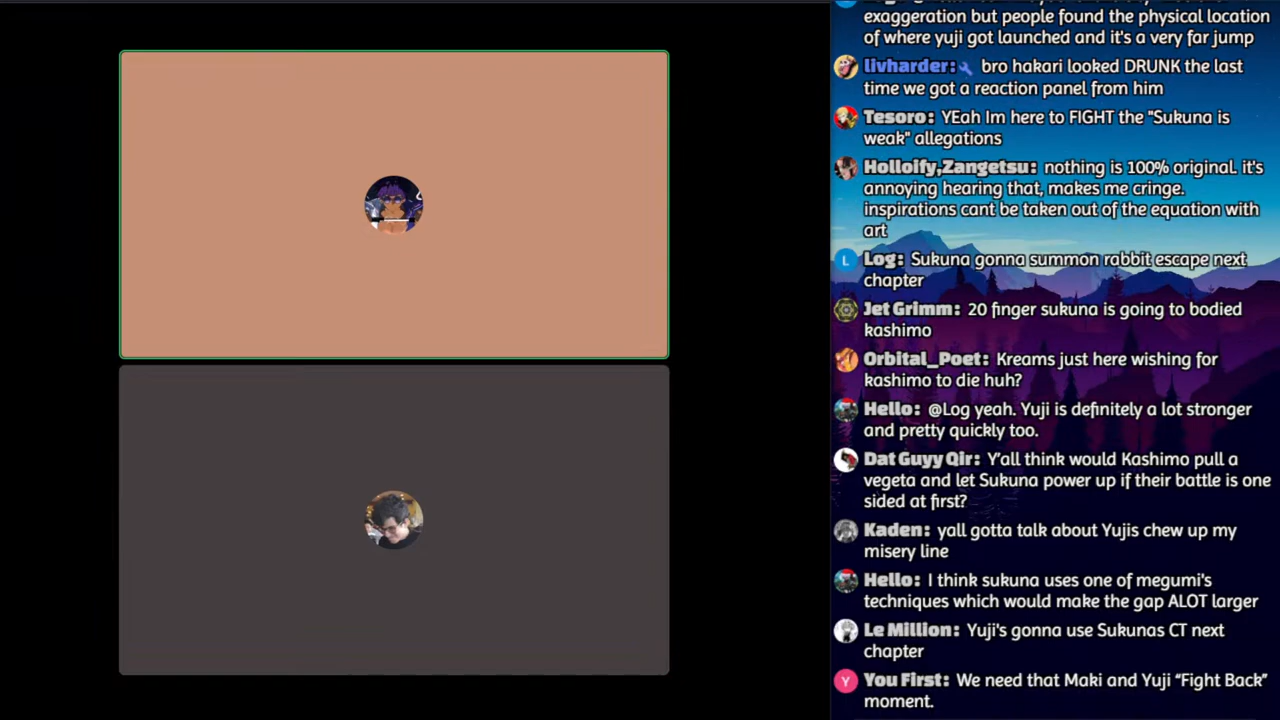 exaggeration but people found the physical location
of where yuji got launched and it's a very far jump
livharder: bro hakari looked DRUNK the last
time we got a reaction panel from him
Tesoro: YEah Im here to FIGHT the "Sukuna is
weak" allegations
Holloify,Zangetsu: nothing is 100% original. it's
annoying hearing that, makes me cringe.
inspirations cant be taken out of the equation with
art
L Log: Sukuna gonna summon rabbit escape next
chapter
Jet Grimm: 20 finger sukuna is going to bodied
kashimo
Orbital_Poet: Kreams just here wishing for
kashimo to die huh?
Hello: @Log yeah. Yuji is definitely a lot stronger
and pretty quickly too.
Dat Guyy Qir: Y'all think would Kashimo pull a
vegeta and let Sukuna power up if their battle is one
sided at first?
Kaden: yall gotta talk about Yujis chew up my
misery line
Hello: I think sukuna uses one of megumi's
techniques which would make the gap ALOT larger
Le Million: Yuji's gonna use Sukunas CT next
chapter
Y You First: We need that Maki and Yuji “Fight Back”
moment.